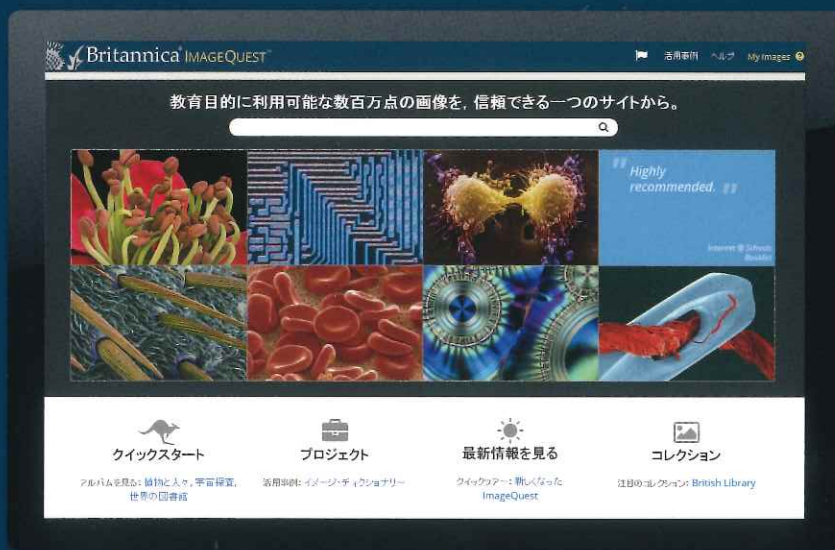 Britannica® IMAGEQUEST™
活用事例 ヘルプ My Images ?
教育目的に利用可能な数百万点の画像を, 信頼できる一つのサイトから。
" Highly
recommended. "
Internet @ Schools
Booklist
クイックスタート
アルバムを見る: 植物と人々, 宇宙探査,
世界の図書館
プロジェクト
活用事例: イメージ・ディクショナリー
最新情報を見る
クイックツアー: 新しくなった
ImageQuest
コレクション
注目のコレクション: British Library